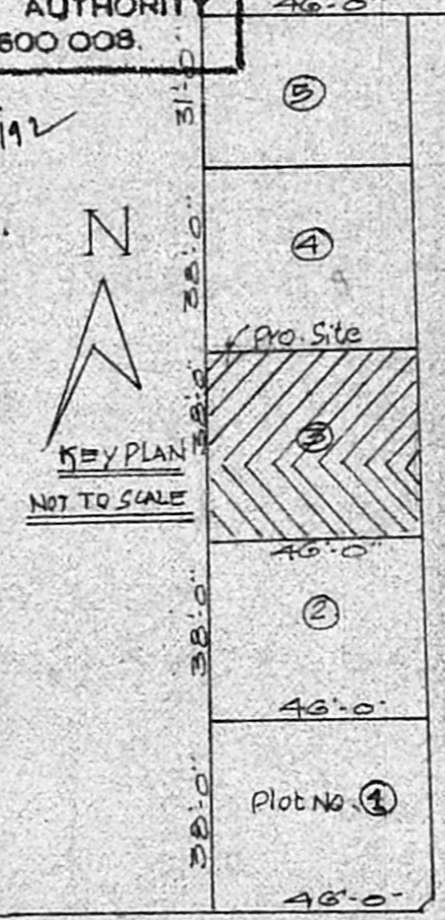 AUTHORITY
600 008.
46'-0"
31'-0"
5
192
N
38'-0"
4
Pro. Site
38'-0"
3
KEY PLAN
NOT TO SCALE
46'-0"
38'-0"
2
46'-0"
38'-0"
Plot No. 1
46'-0"